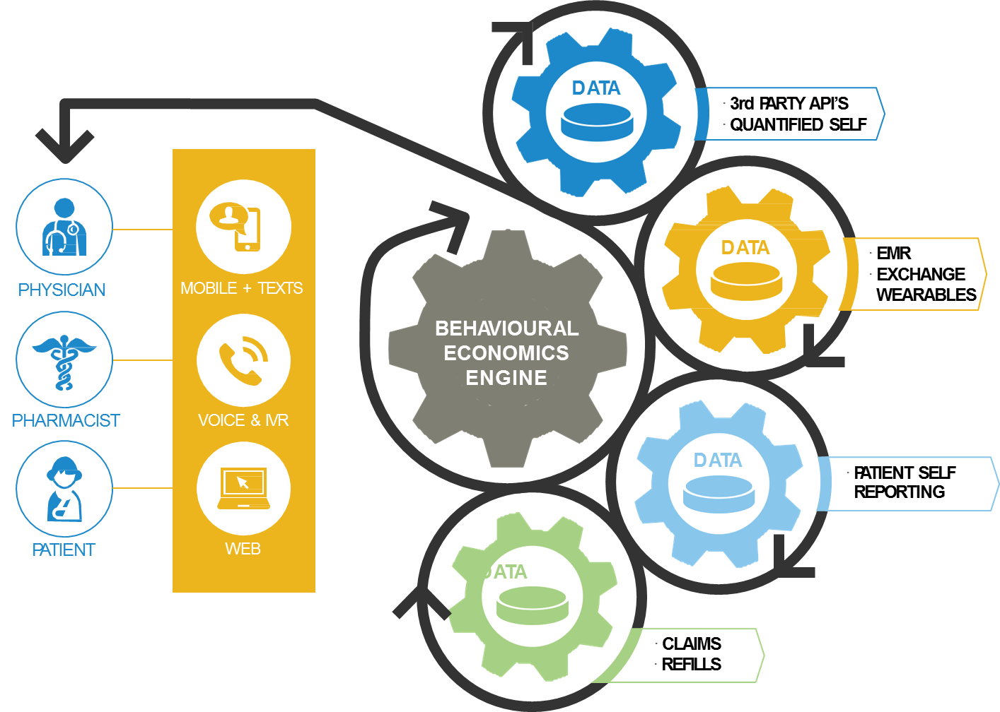 DATA
· 3rd PARTY API'S
· QUANTIFIED SELF
DATA
· EMR
· EXCHANGE
WEARABLES
PHYSICIAN
MOBILE + TEXTS
BEHAVIOURAL
ECONOMICS
ENGINE
PHARMACIST
VOICE & IVR
DATA
· PATIENT SELF
REPORTING
PATIENT
WEB
DATA
· CLAIMS
· REFILLS